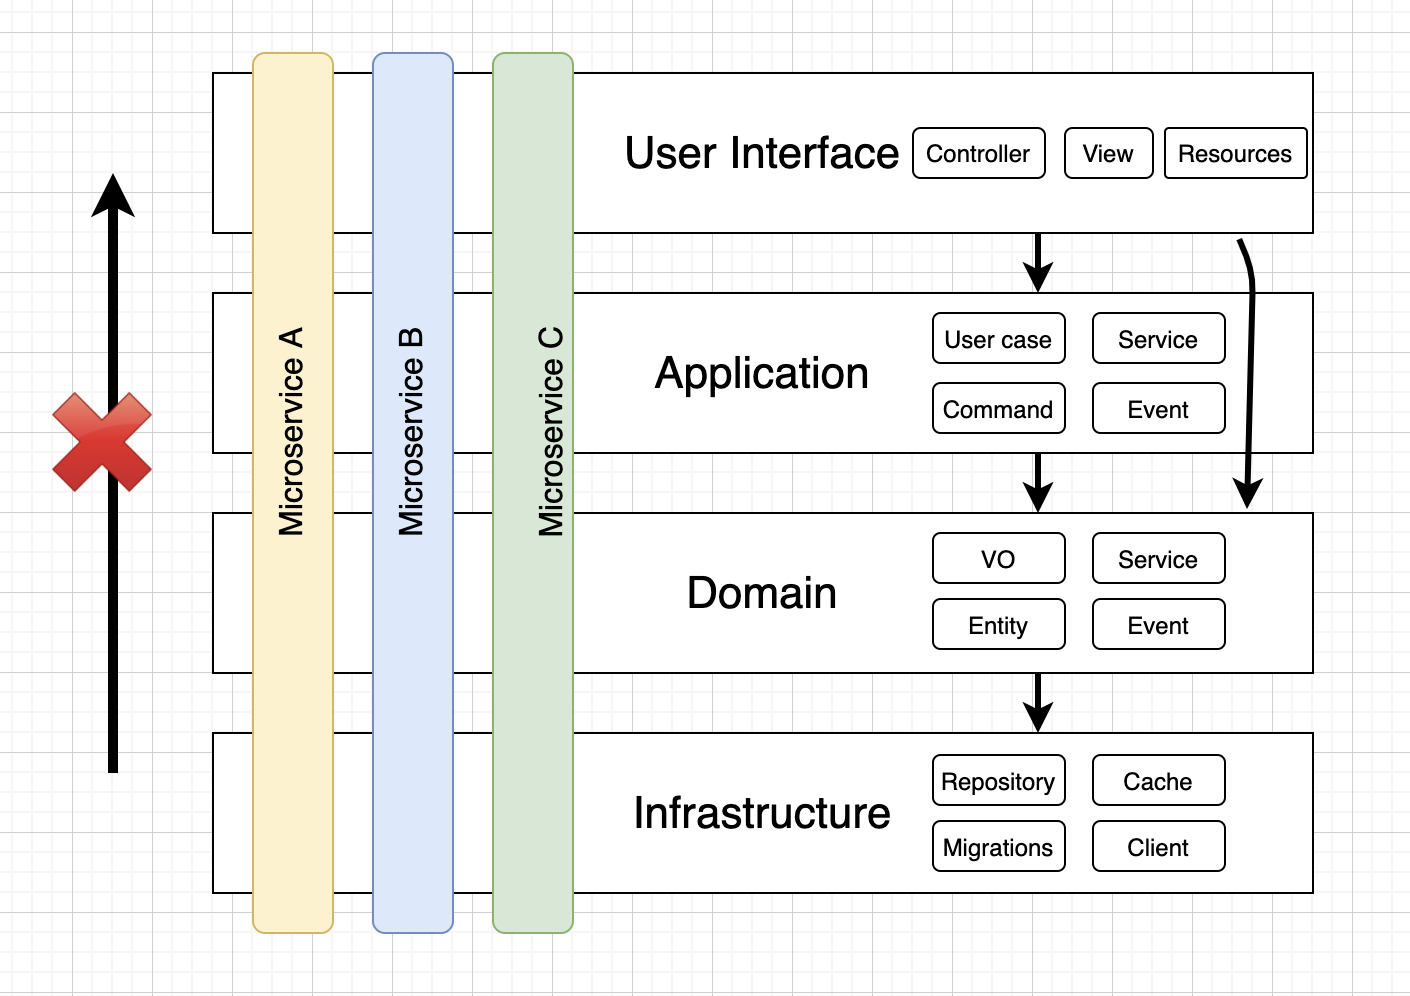 User Interface
Controller
View
Resources
Microservice A
Microservice B
Microservice C
Application
User case
Service
Command
Event
Domain
VO
Service
Entity
Event
Infrastructure
Repository
Cache
Migrations
Client